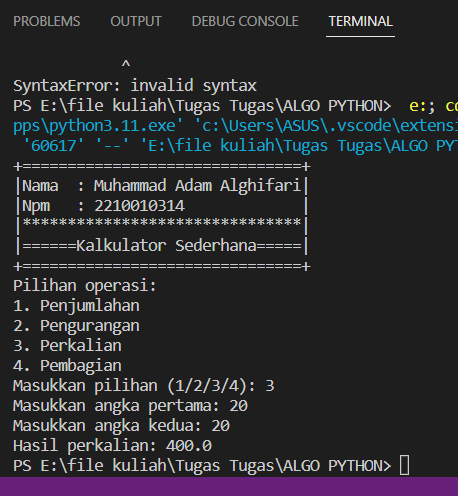 PROBLEMS OUTPUT DEBUG CONSOLE TERMINAL
^
SyntaxError: invalid syntax
PS E:\file kuliah\Tugas Tugas\ALGO PYTHON>  e:; co
pps\python3.11.exe' 'c:\Users\ASUS\.vscode\extensi
 '60617' '--' 'E:\file kuliah\Tugas Tugas\ALGO PYT
+===============================+
|Nama  : Muhammad Adam Alghifari|
|Npm   : 2210010314             |
|*******************************|
|======Kalkulator Sederhana=====|
+===============================+
Pilihan operasi:
1. Penjumlahan
2. Pengurangan
3. Perkalian
4. Pembagian
Masukkan pilihan (1/2/3/4): 3
Masukkan angka pertama: 20
Masukkan angka kedua: 20
Hasil perkalian: 400.0
PS E:\file kuliah\Tugas Tugas\ALGO PYTHON>